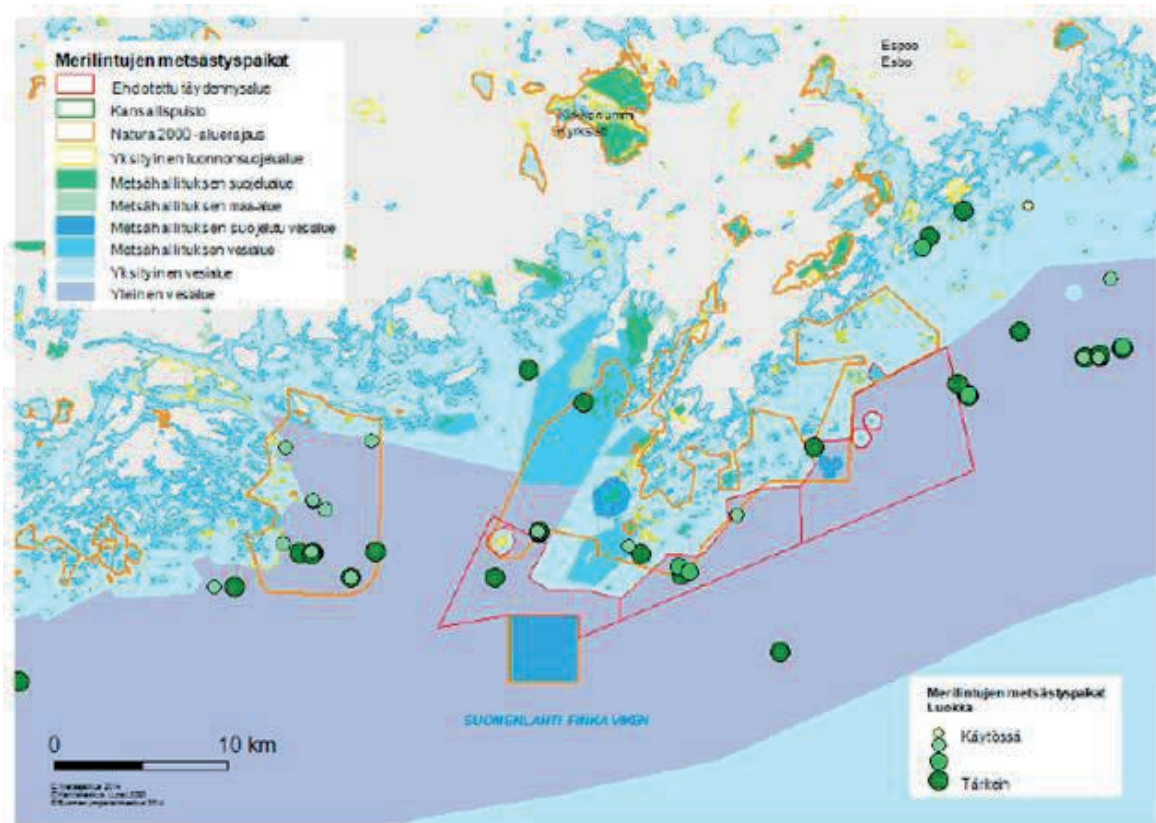 Merilintujen metsästyspaikat
Ehdotettu täydennysalue
Kansallispuisto
Natura 2000 -aluerajaus
Yksityinen luonnonsuojelualue
Metsähallituksen suojelualue
Metsähallituksen maa-alue
Metsähallituksen suojeltu vesialue
Metsähallituksen vesialue
Yksityinen vesialue
Yleinen vesialue
Espoo
Esbo
SUOMENLAHTI FINSKA VIKEN
0 10 km
Merilintujen metsästyspaikat
Luokka
Käytössä
Tärkein